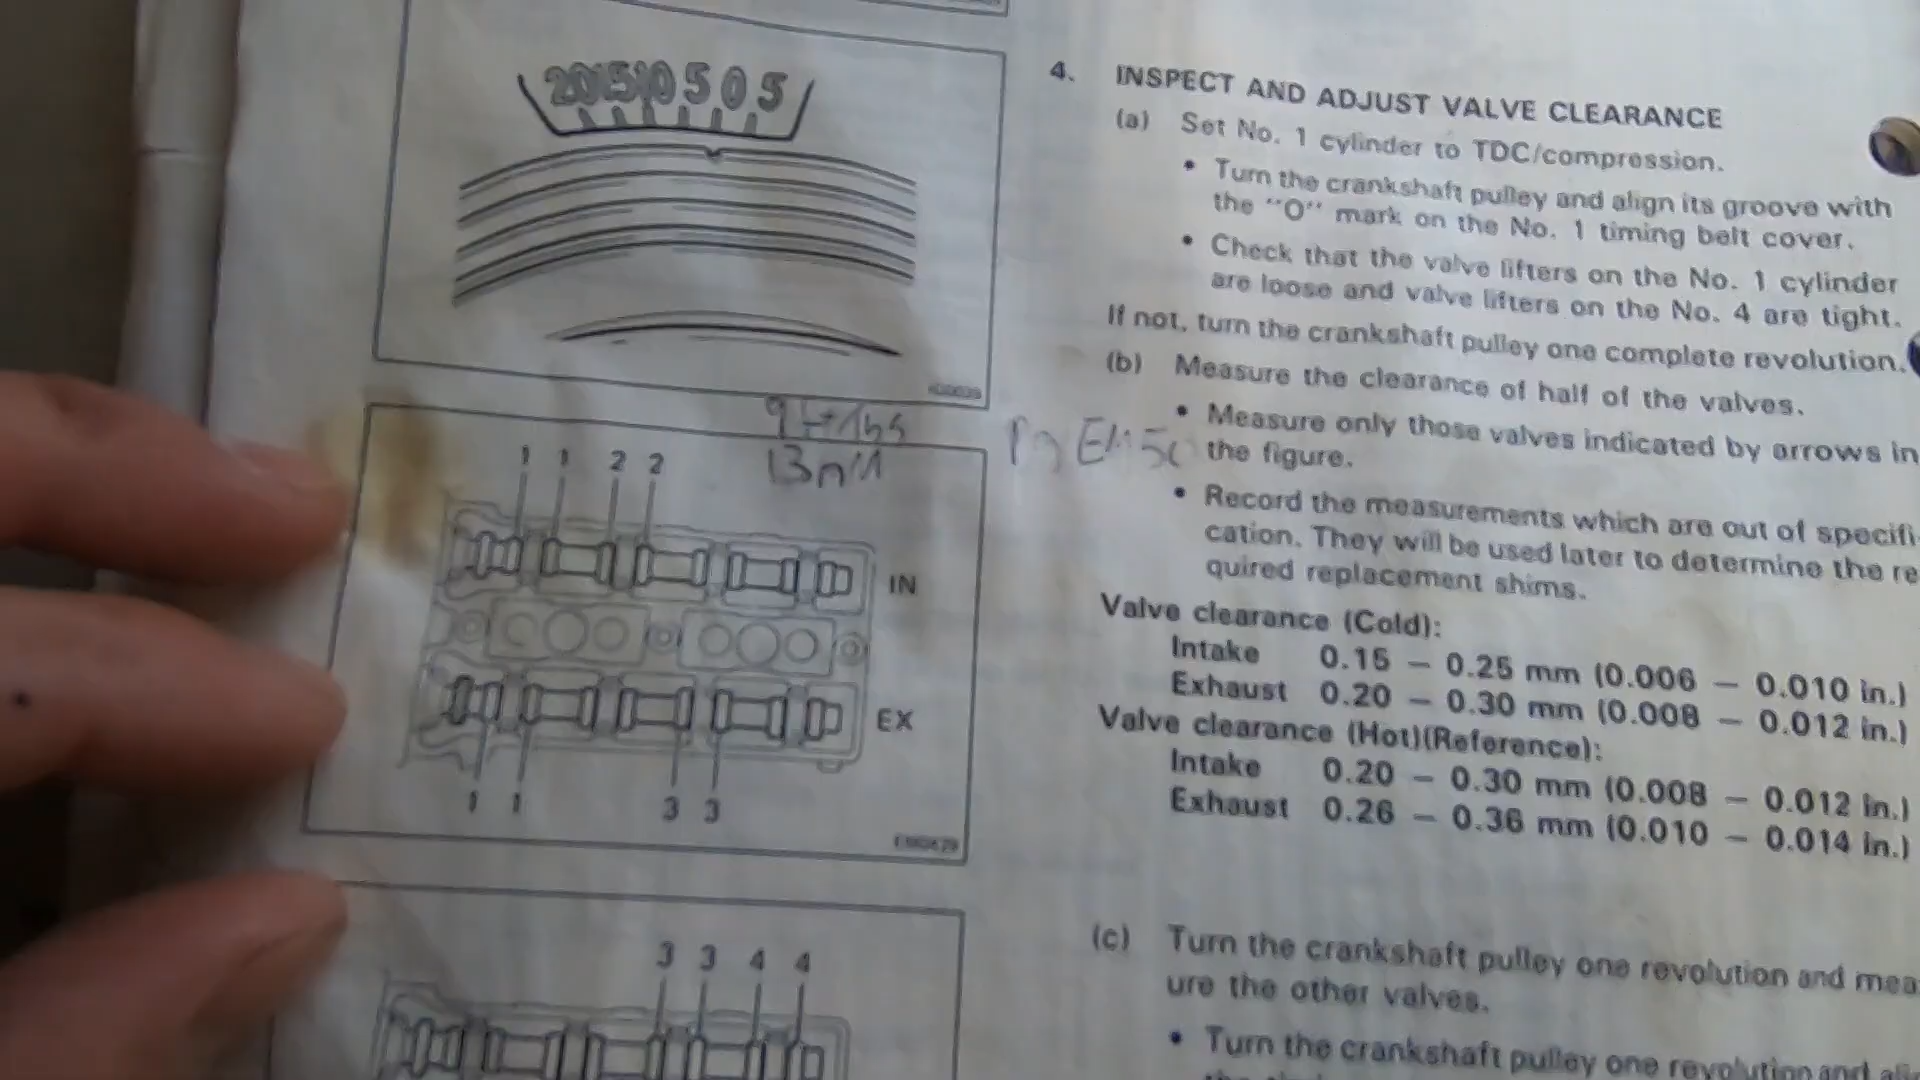 20 15 10 5 0 5
9 ft-lbs
13 nM
1 1 2 2
IN
EX
1 1 3 3
3 3 4 4
4. INSPECT AND ADJUST VALVE CLEARANCE
(a) Set No. 1 cylinder to TDC/compression.
• Turn the crankshaft pulley and align its groove with
the "O" mark on the No. 1 timing belt cover.
• Check that the valve lifters on the No. 1 cylinder
are loose and valve lifters on the No. 4 are tight.
If not, turn the crankshaft pulley one complete revolution.
(b) Measure the clearance of half of the valves.
• Measure only those valves indicated by arrows in
the figure.
• Record the measurements which are out of specifi-
cation. They will be used later to determine the re
quired replacement shims.
Valve clearance (Cold):
Intake 0.15 – 0.25 mm (0.006 – 0.010 in.)
Exhaust 0.20 – 0.30 mm (0.008 – 0.012 in.)
Valve clearance (Hot)(Reference):
Intake 0.20 – 0.30 mm (0.008 – 0.012 in.)
Exhaust 0.26 – 0.36 mm (0.010 – 0.014 in.)
(c) Turn the crankshaft pulley one revolution and mea
ure the other valves.
• Turn the crankshaft pulley one revolution and